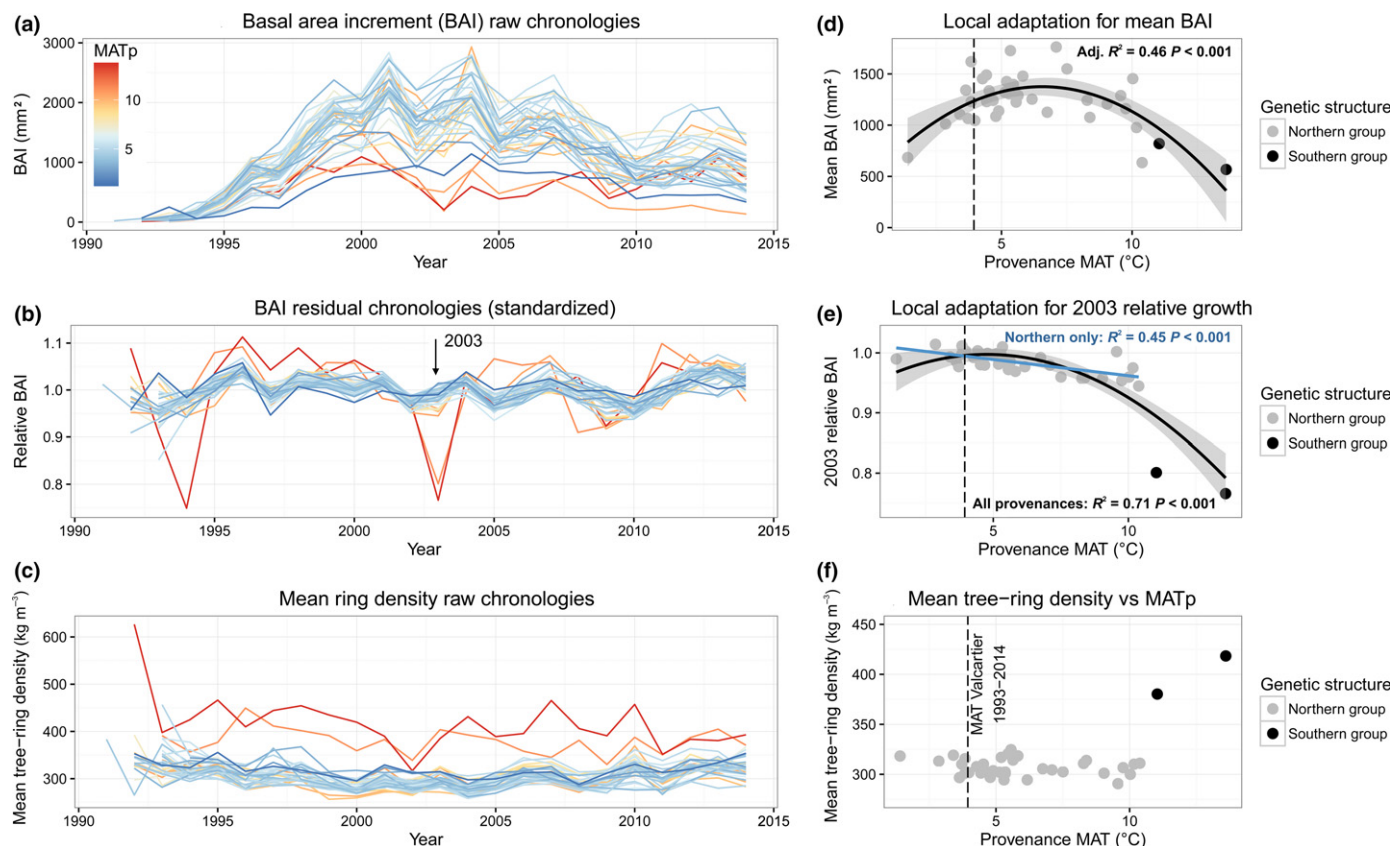 (a)
Basal area increment (BAI) raw chronologies
MATp
10
5
BAI (mm²)
3000
2000
1000
0
1990
1995
2000
2005
2010
2015
Year
(b)
BAI residual chronologies (standardized)
2003
Relative BAI
1.1
1.0
0.9
0.8
1990
1995
2000
2005
2010
2015
Year
(c)
Mean ring density raw chronologies
Mean tree−ring density (kg m⁻³)
600
500
400
300
1990
1995
2000
2005
2010
2015
Year
(d)
Local adaptation for mean BAI
Adj. R² = 0.46 P < 0.001
Mean BAI (mm²)
1500
1000
500
0
5
10
Provenance MAT (°C)
Genetic structure
Northern group
Southern group
(e)
Local adaptation for 2003 relative growth
Northern only: R² = 0.45 P < 0.001
2003 relative BAI
1.0
0.9
0.8
All provenances: R² = 0.71 P < 0.001
5
10
Provenance MAT (°C)
Genetic structure
Northern group
Southern group
(f)
Mean tree−ring density vs MATp
Mean tree−ring density (kg m⁻³)
450
400
350
300
MAT Valcartier
1993−2014
5
10
Provenance MAT (°C)
Genetic structure
Northern group
Southern group